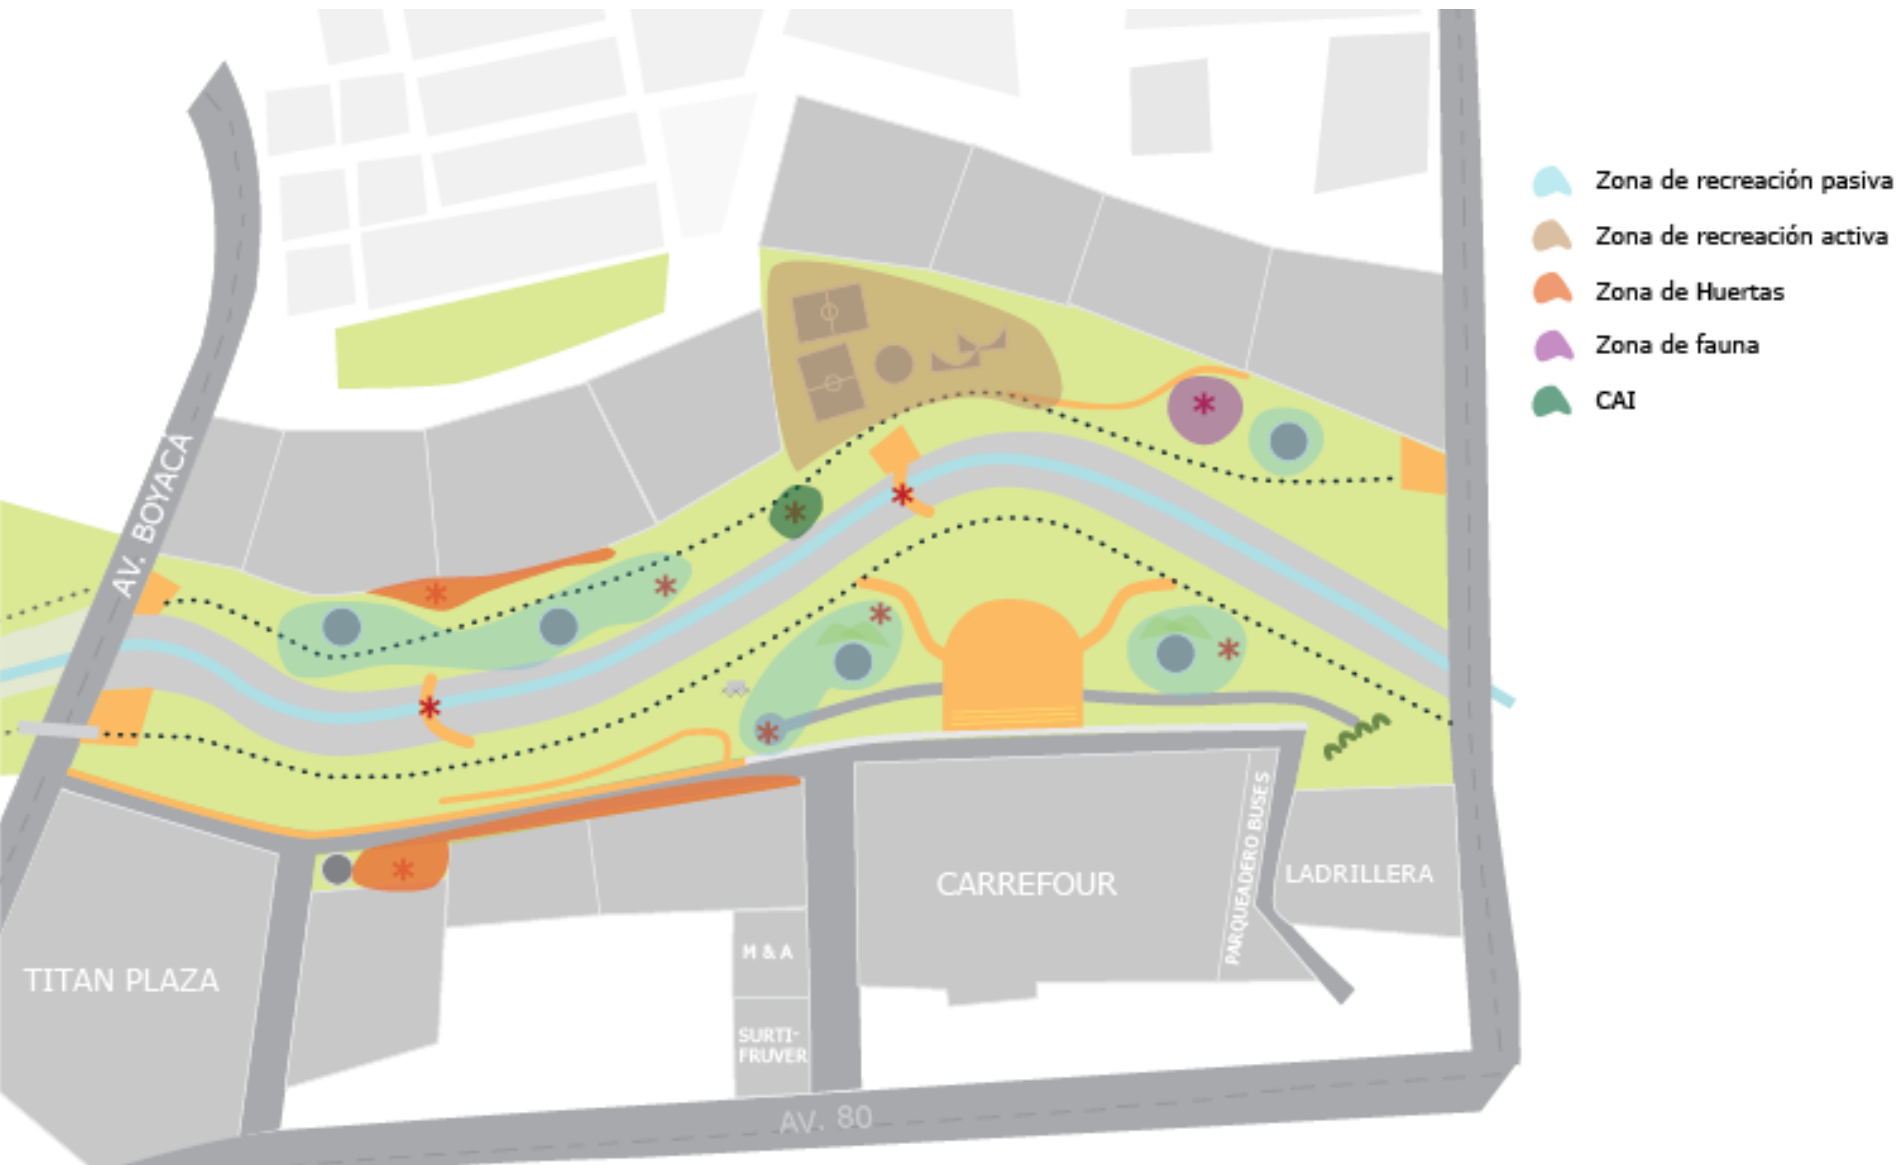 Zona de recreación pasiva
Zona de recreación activa
Zona de Huertas
Zona de fauna
CAI
AV. BOYACA
TITAN PLAZA
M & A
SURTI-
FRUVER
CARREFOUR
PARQUEADERO BUSES
LADRILLERA
AV. 80